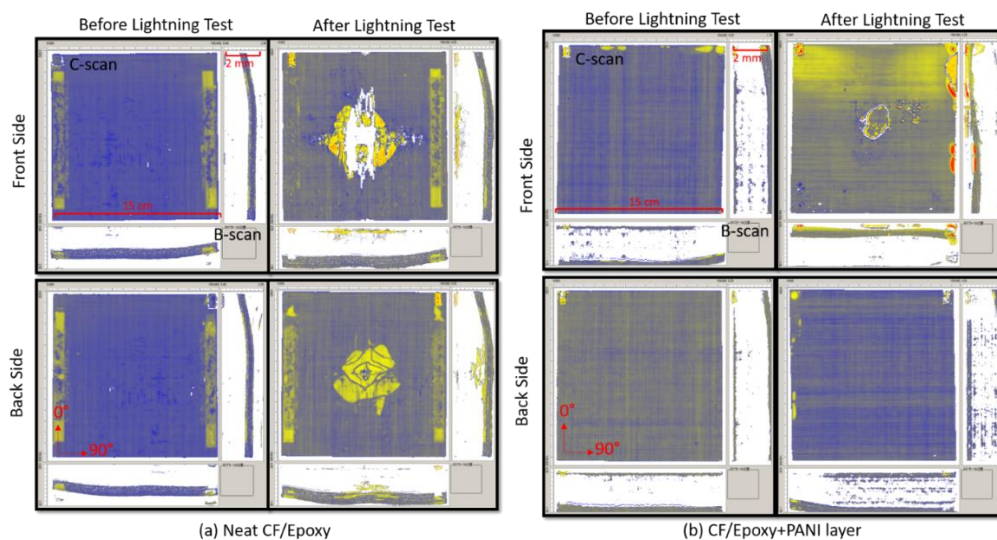 Before Lightning Test
After Lightning Test
Before Lightning Test
After Lightning Test
Front Side
C-scan
2 mm
15 cm
B-scan
Front Side
2 mm
15 cm
B-scan
Back Side
0°
90°
Back Side
0°
90°
(a) Neat CF/Epoxy
(b) CF/Epoxy+PANI layer